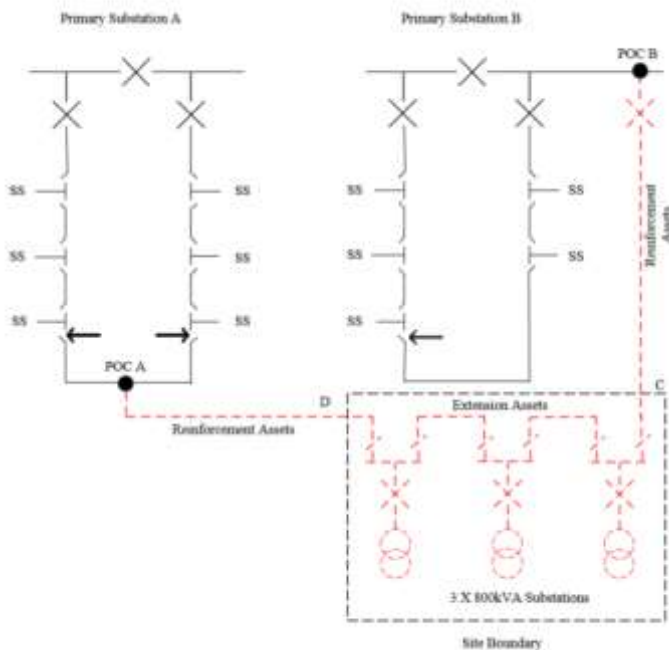 Primary Substation A
Primary Substation B
POC B
SS
SS
SS
SS
SS
SS
SS
SS
SS
SS
SS
Reinforcement
Assets
POC A
D
C
Reinforcement Assets
Extension Assets
3 X 800kVA Substations
Site Boundary